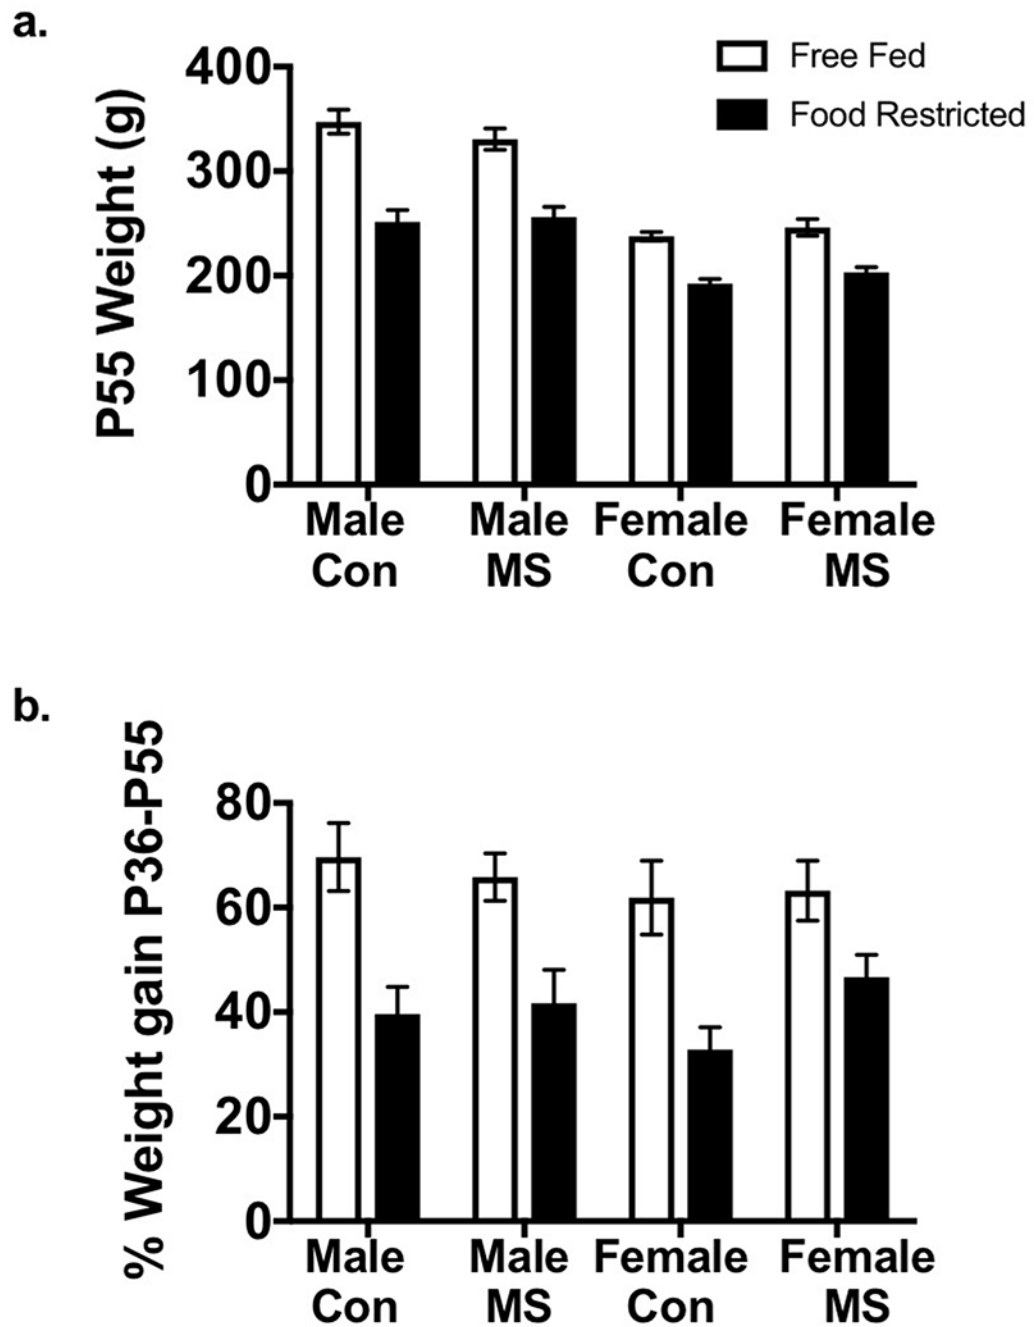 a.
Free Fed
Food Restricted
P55 Weight (g)
400
300
200
100
0
Male
Con
Male
MS
Female
Con
Female
MS
b.
% Weight gain P36-P55
80
60
40
20
0
Male
Con
Male
MS
Female
Con
Female
MS